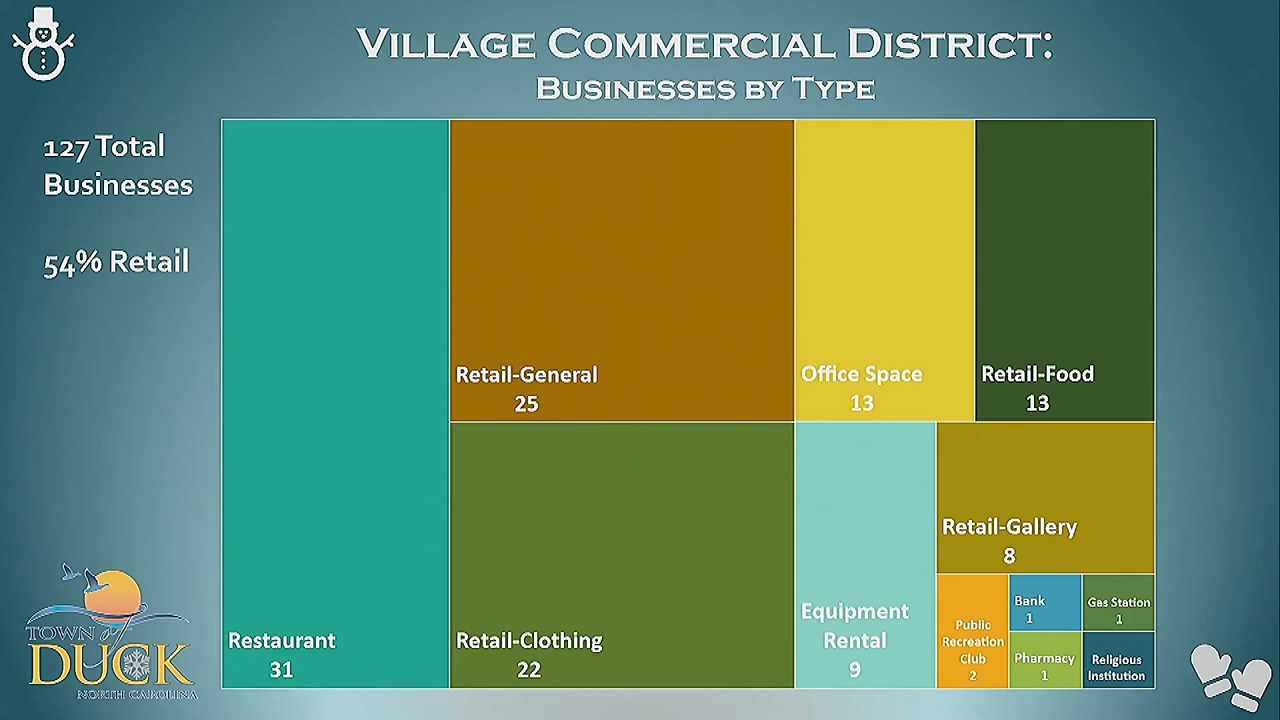 VILLAGE COMMERCIAL DISTRICT:
BUSINESSES BY TYPE
127 Total
Businesses
54% Retail
Restaurant
31
Retail-General
25
Retail-Clothing
22
Office Space
13
Retail-Food
13
Equipment
Rental
9
Retail-Gallery
8
Public
Recreation
Club
2
Bank
1
Gas Station
1
Pharmacy
1
Religious
Institution
TOWN of
DUCK
NORTH CAROLINA